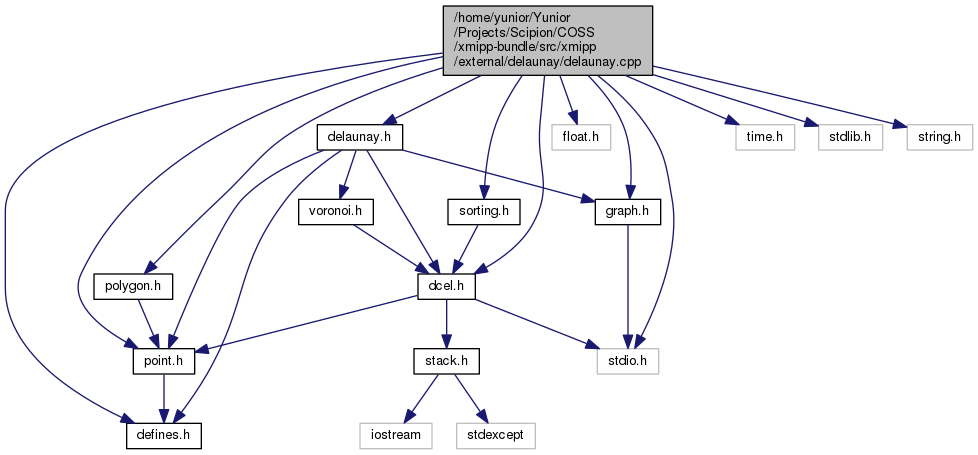 /home/yunior/Yunior
/Projects/Scipion/COSS
/xmipp-bundle/src/xmipp
/external/delaunay/delaunay.cpp
delaunay.h
float.h
time.h
stdlib.h
string.h
voronoi.h
sorting.h
graph.h
polygon.h
dcel.h
point.h
stack.h
stdio.h
defines.h
iostream
stdexcept